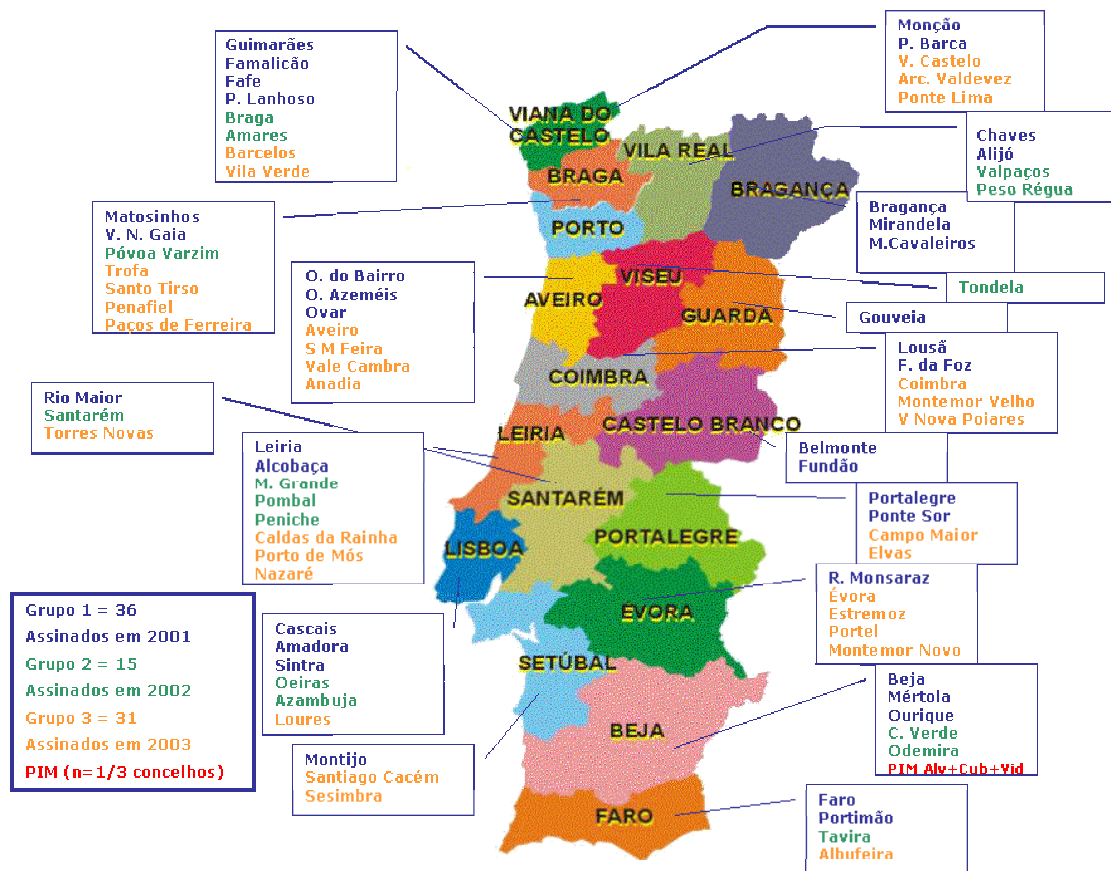 Guimarães
Famalicão
Fafe
P. Lanhoso
Braga
Amares
Barcelos
Vila Verde
Monção
P. Barca
V. Castelo
Arc. Valdevez
Ponte Lima
VIANA DO
CASTELO
VILA REAL
BRAGA
BRAGANÇA
PORTO
Chaves
Alijó
Valpaços
Peso Régua
Matosinhos
V. N. Gaia
Póvoa Varzim
Trofa
Santo Tirso
Penafiel
Paços de Ferreira
Bragança
Mirandela
M.Cavaleiros
O. do Bairro
O. Azeméis
Ovar
Aveiro
S M Feira
Vale Cambra
Anadia
VISEU
AVEIRO
GUARDA
Tondela
Gouveia
COIMBRA
Lousã
F. da Foz
Coimbra
Montemor Velho
V Nova Poiares
Rio Maior
Santarém
Torres Novas
LEIRIA
CASTELO BRANCO
Leiria
Alcobaça
M. Grande
Pombal
Peniche
Caldas da Rainha
Porto de Mós
Nazaré
Belmonte
Fundão
SANTARÉM
PORTALEGRE
LISBOA
Portalegre
Ponte Sor
Campo Maior
Elvas
R. Monsaraz
Évora
Estremoz
Portel
Montemor Novo
Grupo 1 = 36
Assinados em 2001
Grupo 2 = 15
Assinados em 2002
Grupo 3 = 31
Assinados em 2003
PIM (n=1/3 concelhos)
Cascais
Amadora
Sintra
Oeiras
Azambuja
Loures
ÉVORA
SETÚBAL
BEJA
Beja
Mértola
Ourique
C. Verde
Odemira
PIM Alv+Cub+Vid
Montijo
Santiago Cacém
Sesimbra
FARO
Faro
Portimão
Tavira
Albufeira